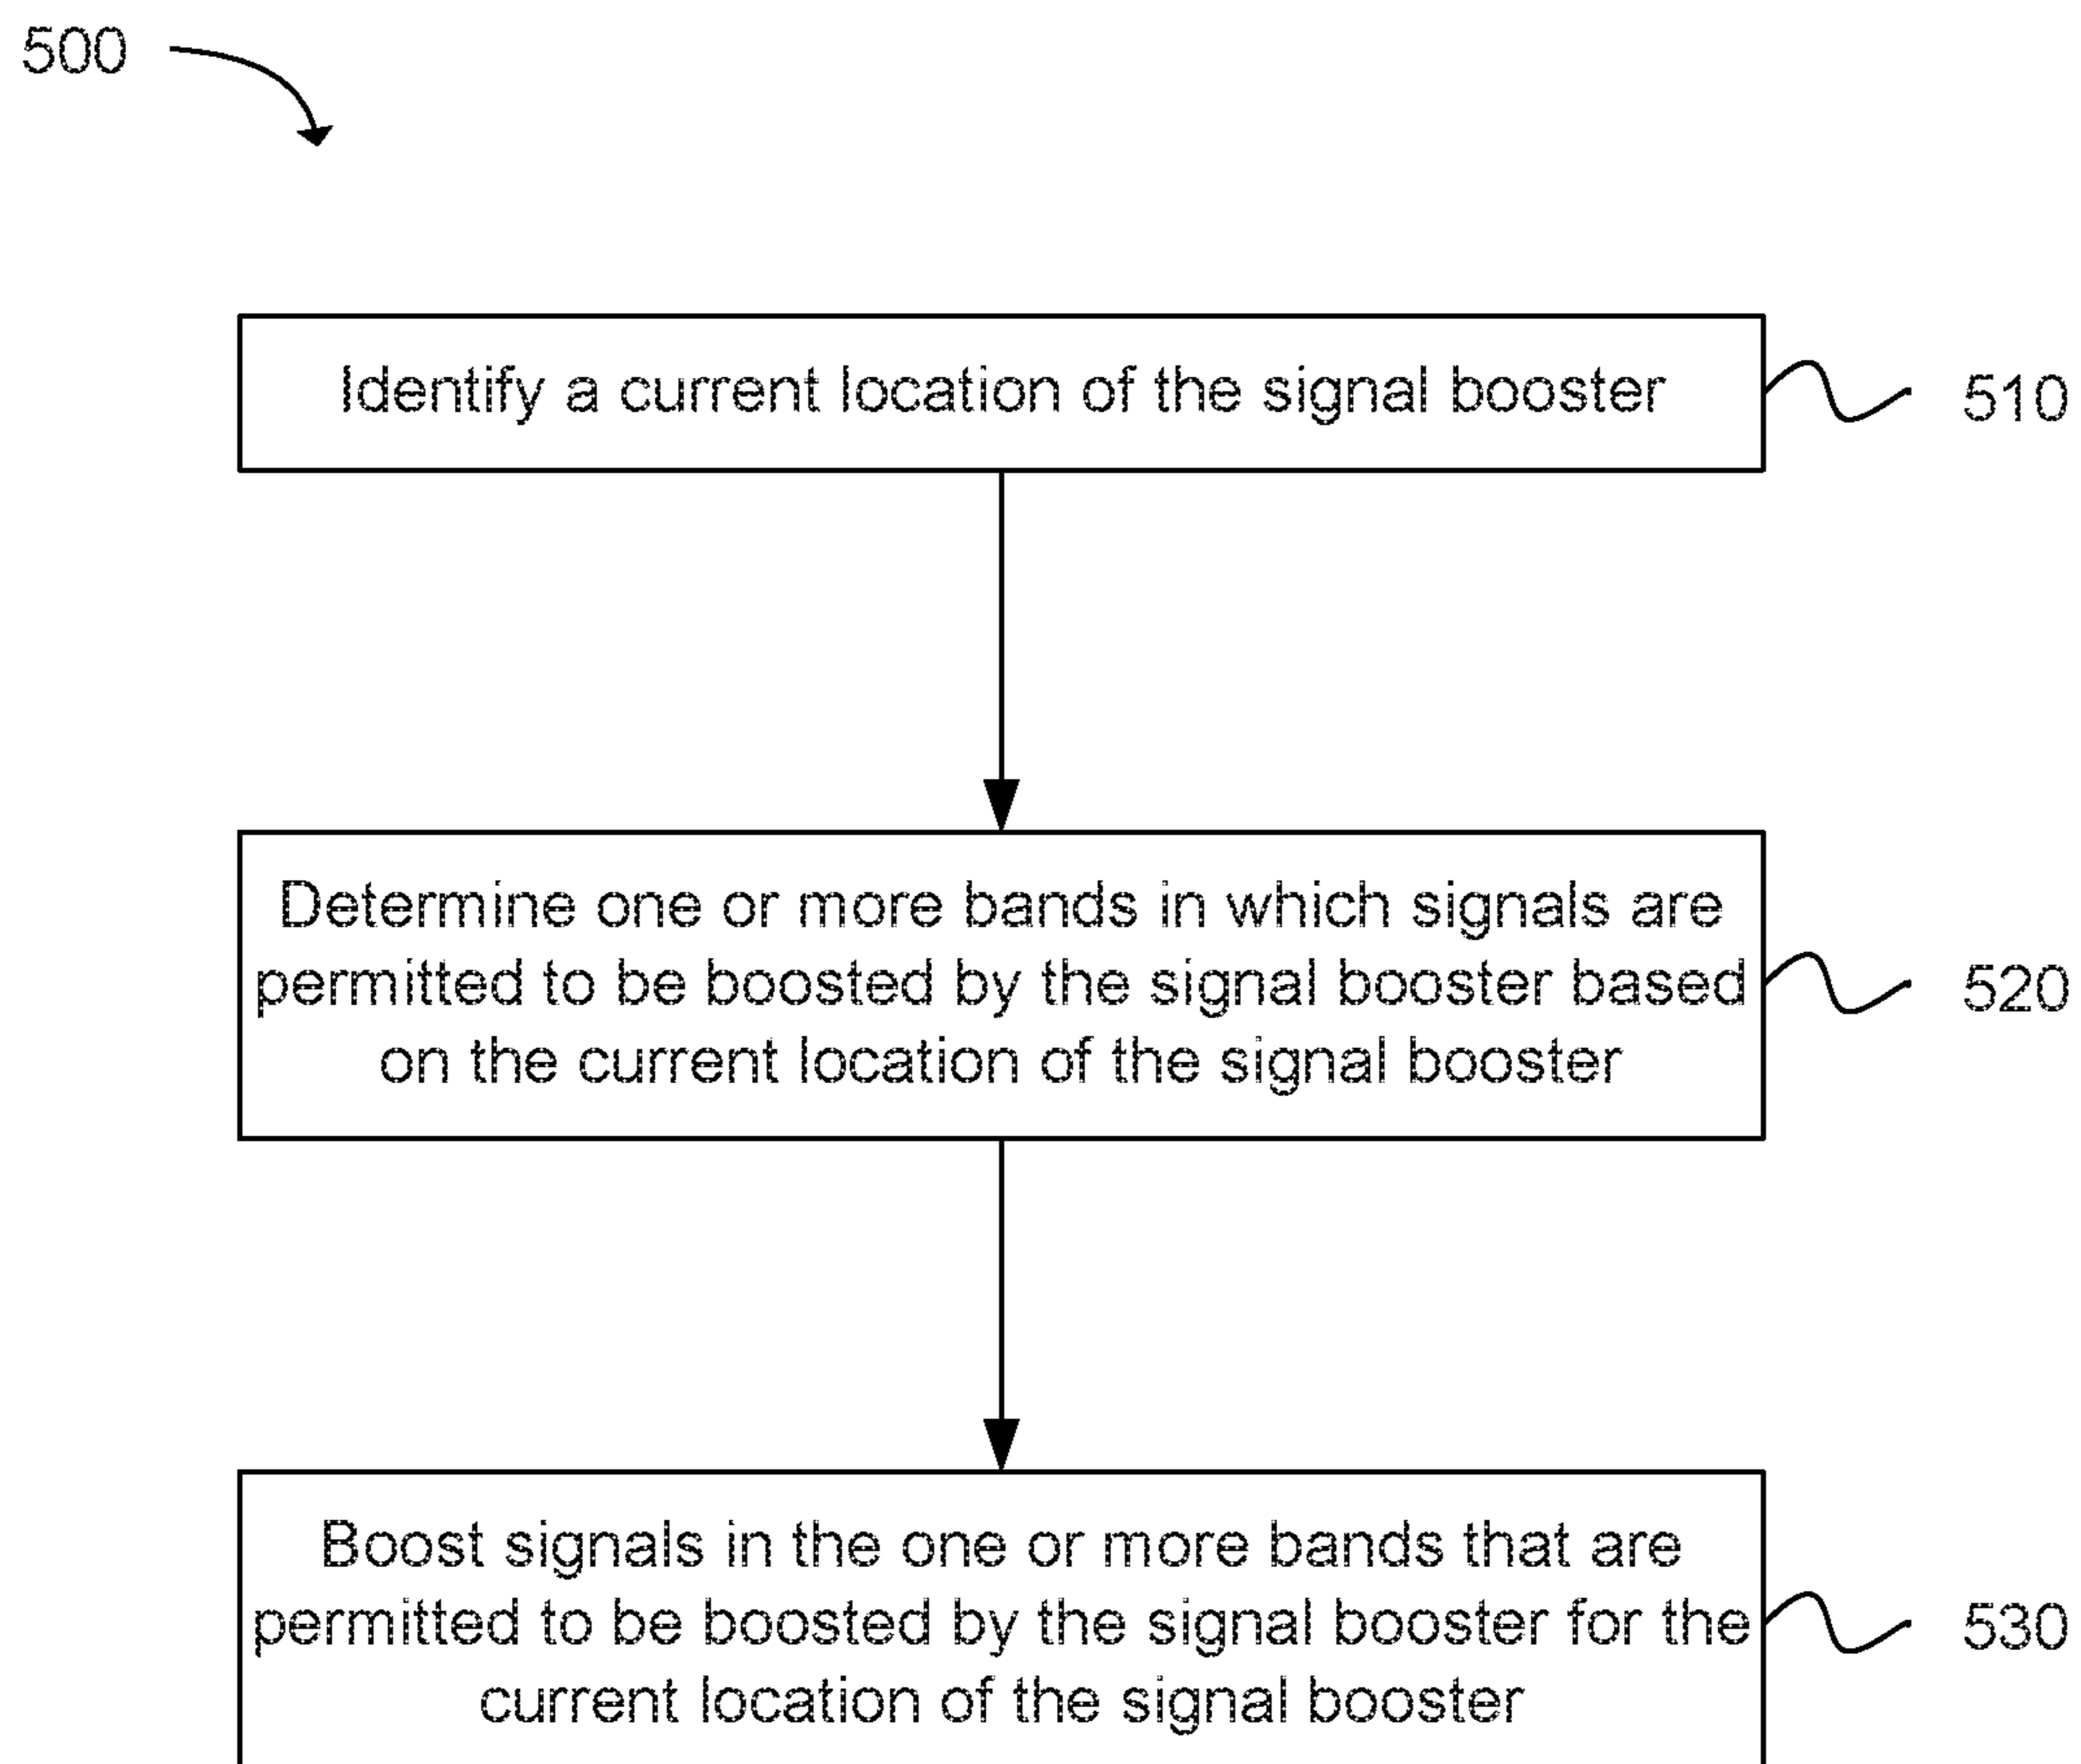 500
Identify a current location of the signal booster
510
Determine one or more bands in which signals are
permitted to be boosted by the signal booster based
on the current location of the signal booster
520
Boost signals in the one or more bands that are
permitted to be boosted by the signal booster for the
current location of the signal booster
530